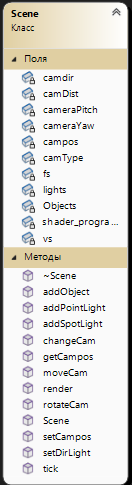 Scene
Класс
Поля
camdir
camDist
cameraPitch
cameraYaw
campos
camType
fs
lights
Objects
shader_progra...
vs
Методы
~Scene
addObject
addPointLight
addSpotLight
changeCam
getCampos
moveCam
render
rotateCam
Scene
setCampos
setDirLight
tick